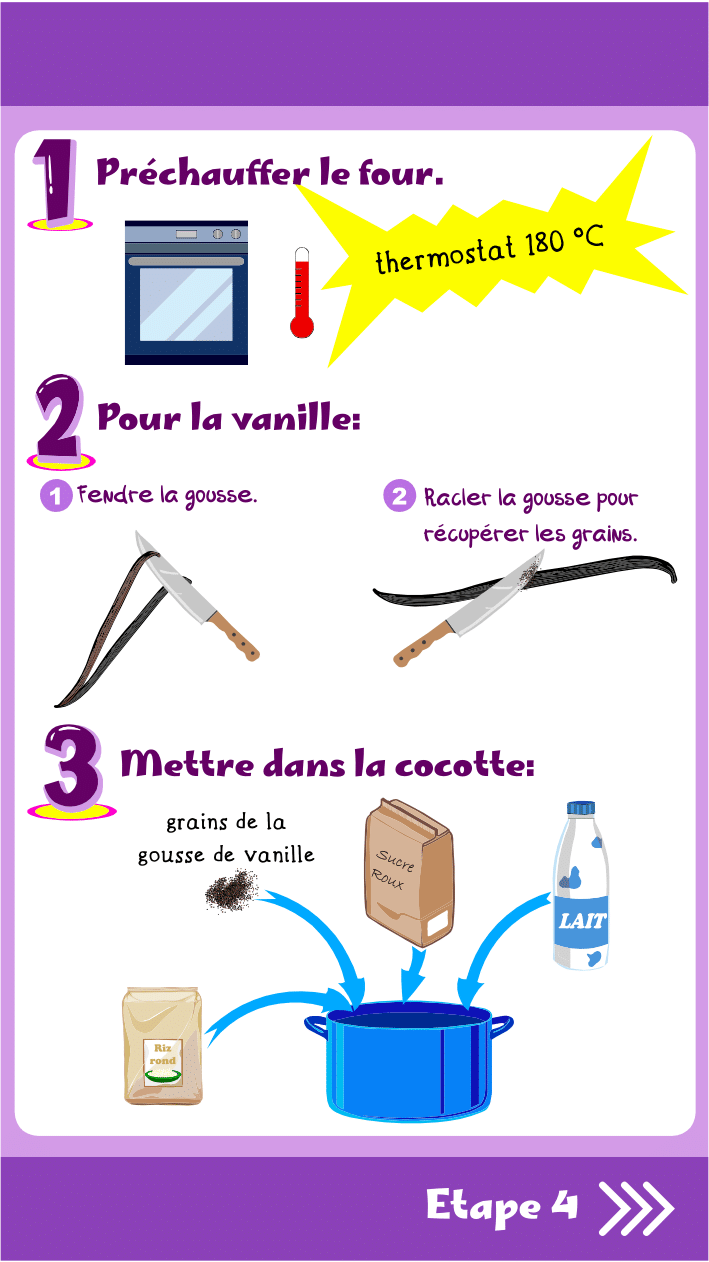 1
Préchauffer le four.
thermostat 180 °C
2
Pour la vanille:
1 Fendre la gousse.
2 Racler la gousse pour
récupérer les grains.
3
Mettre dans la cocotte:
grains de la
gousse de vanille
Sucre
Roux
LAIT
Riz
rond
Etape 4